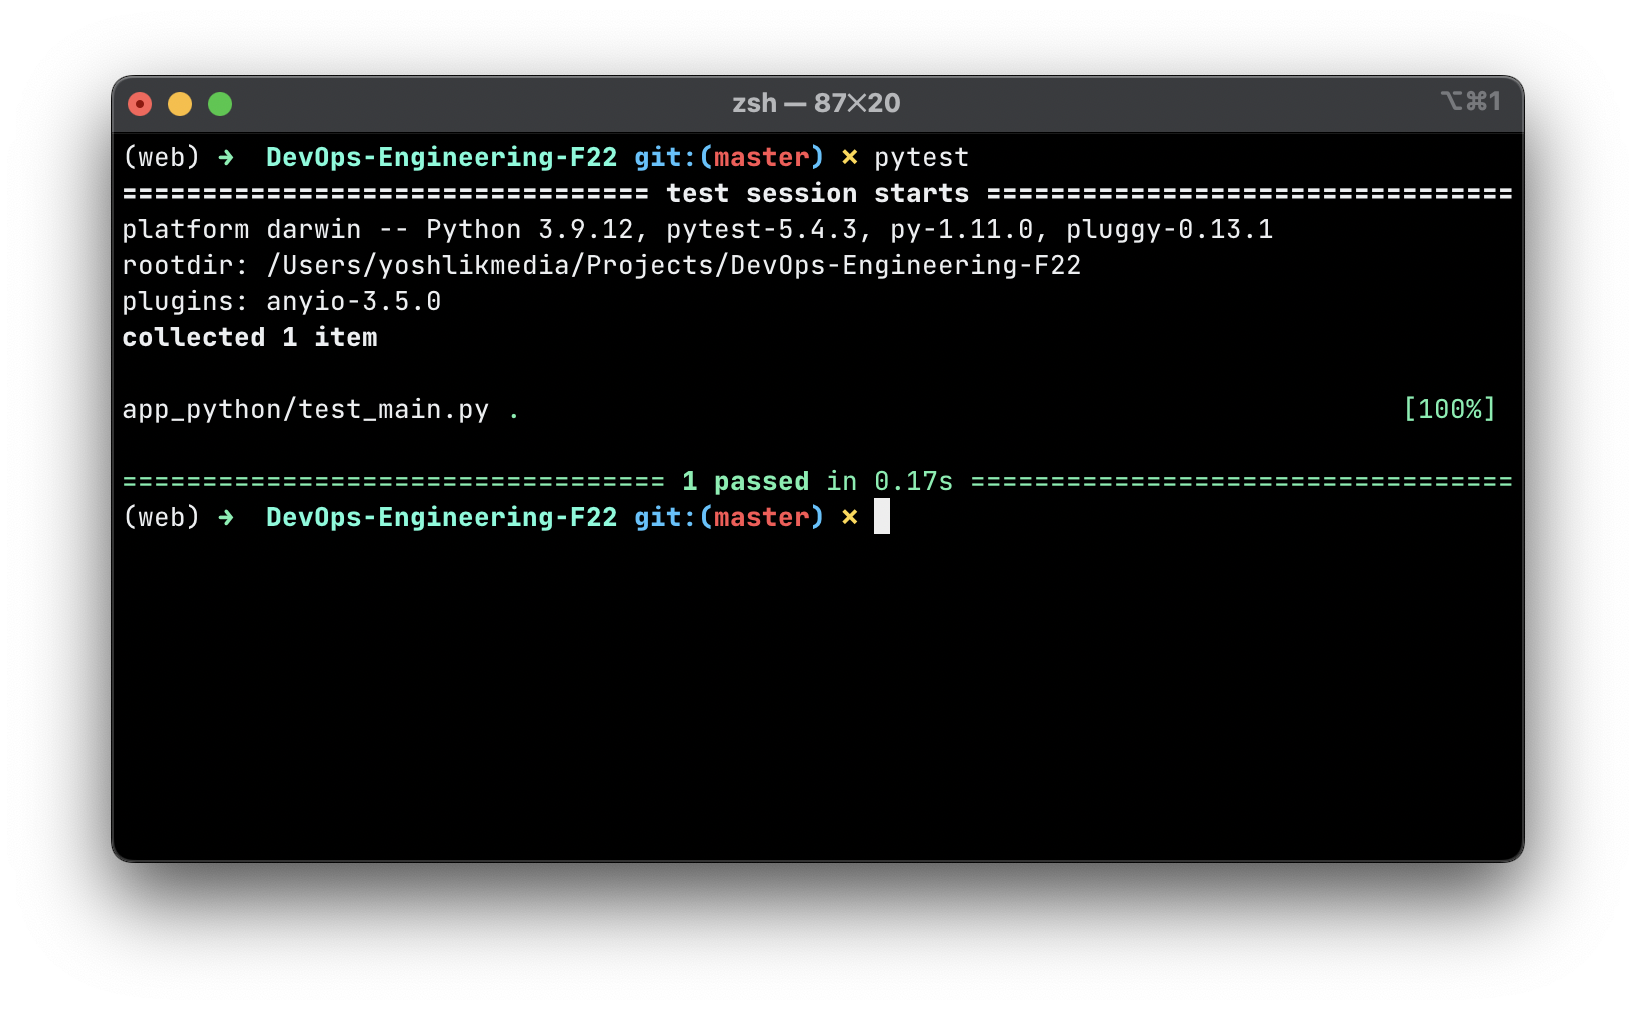 zsh — 87×20 ⌥⌘1
(web) ➜  DevOps-Engineering-F22 git:(master) ✗ pytest
================================= test session starts =================================
platform darwin -- Python 3.9.12, pytest-5.4.3, py-1.11.0, pluggy-0.13.1
rootdir: /Users/yoshlikmedia/Projects/DevOps-Engineering-F22
plugins: anyio-3.5.0
collected 1 item
app_python/test_main.py . [100%]
================================== 1 passed in 0.17s ==================================
(web) ➜  DevOps-Engineering-F22 git:(master) ✗